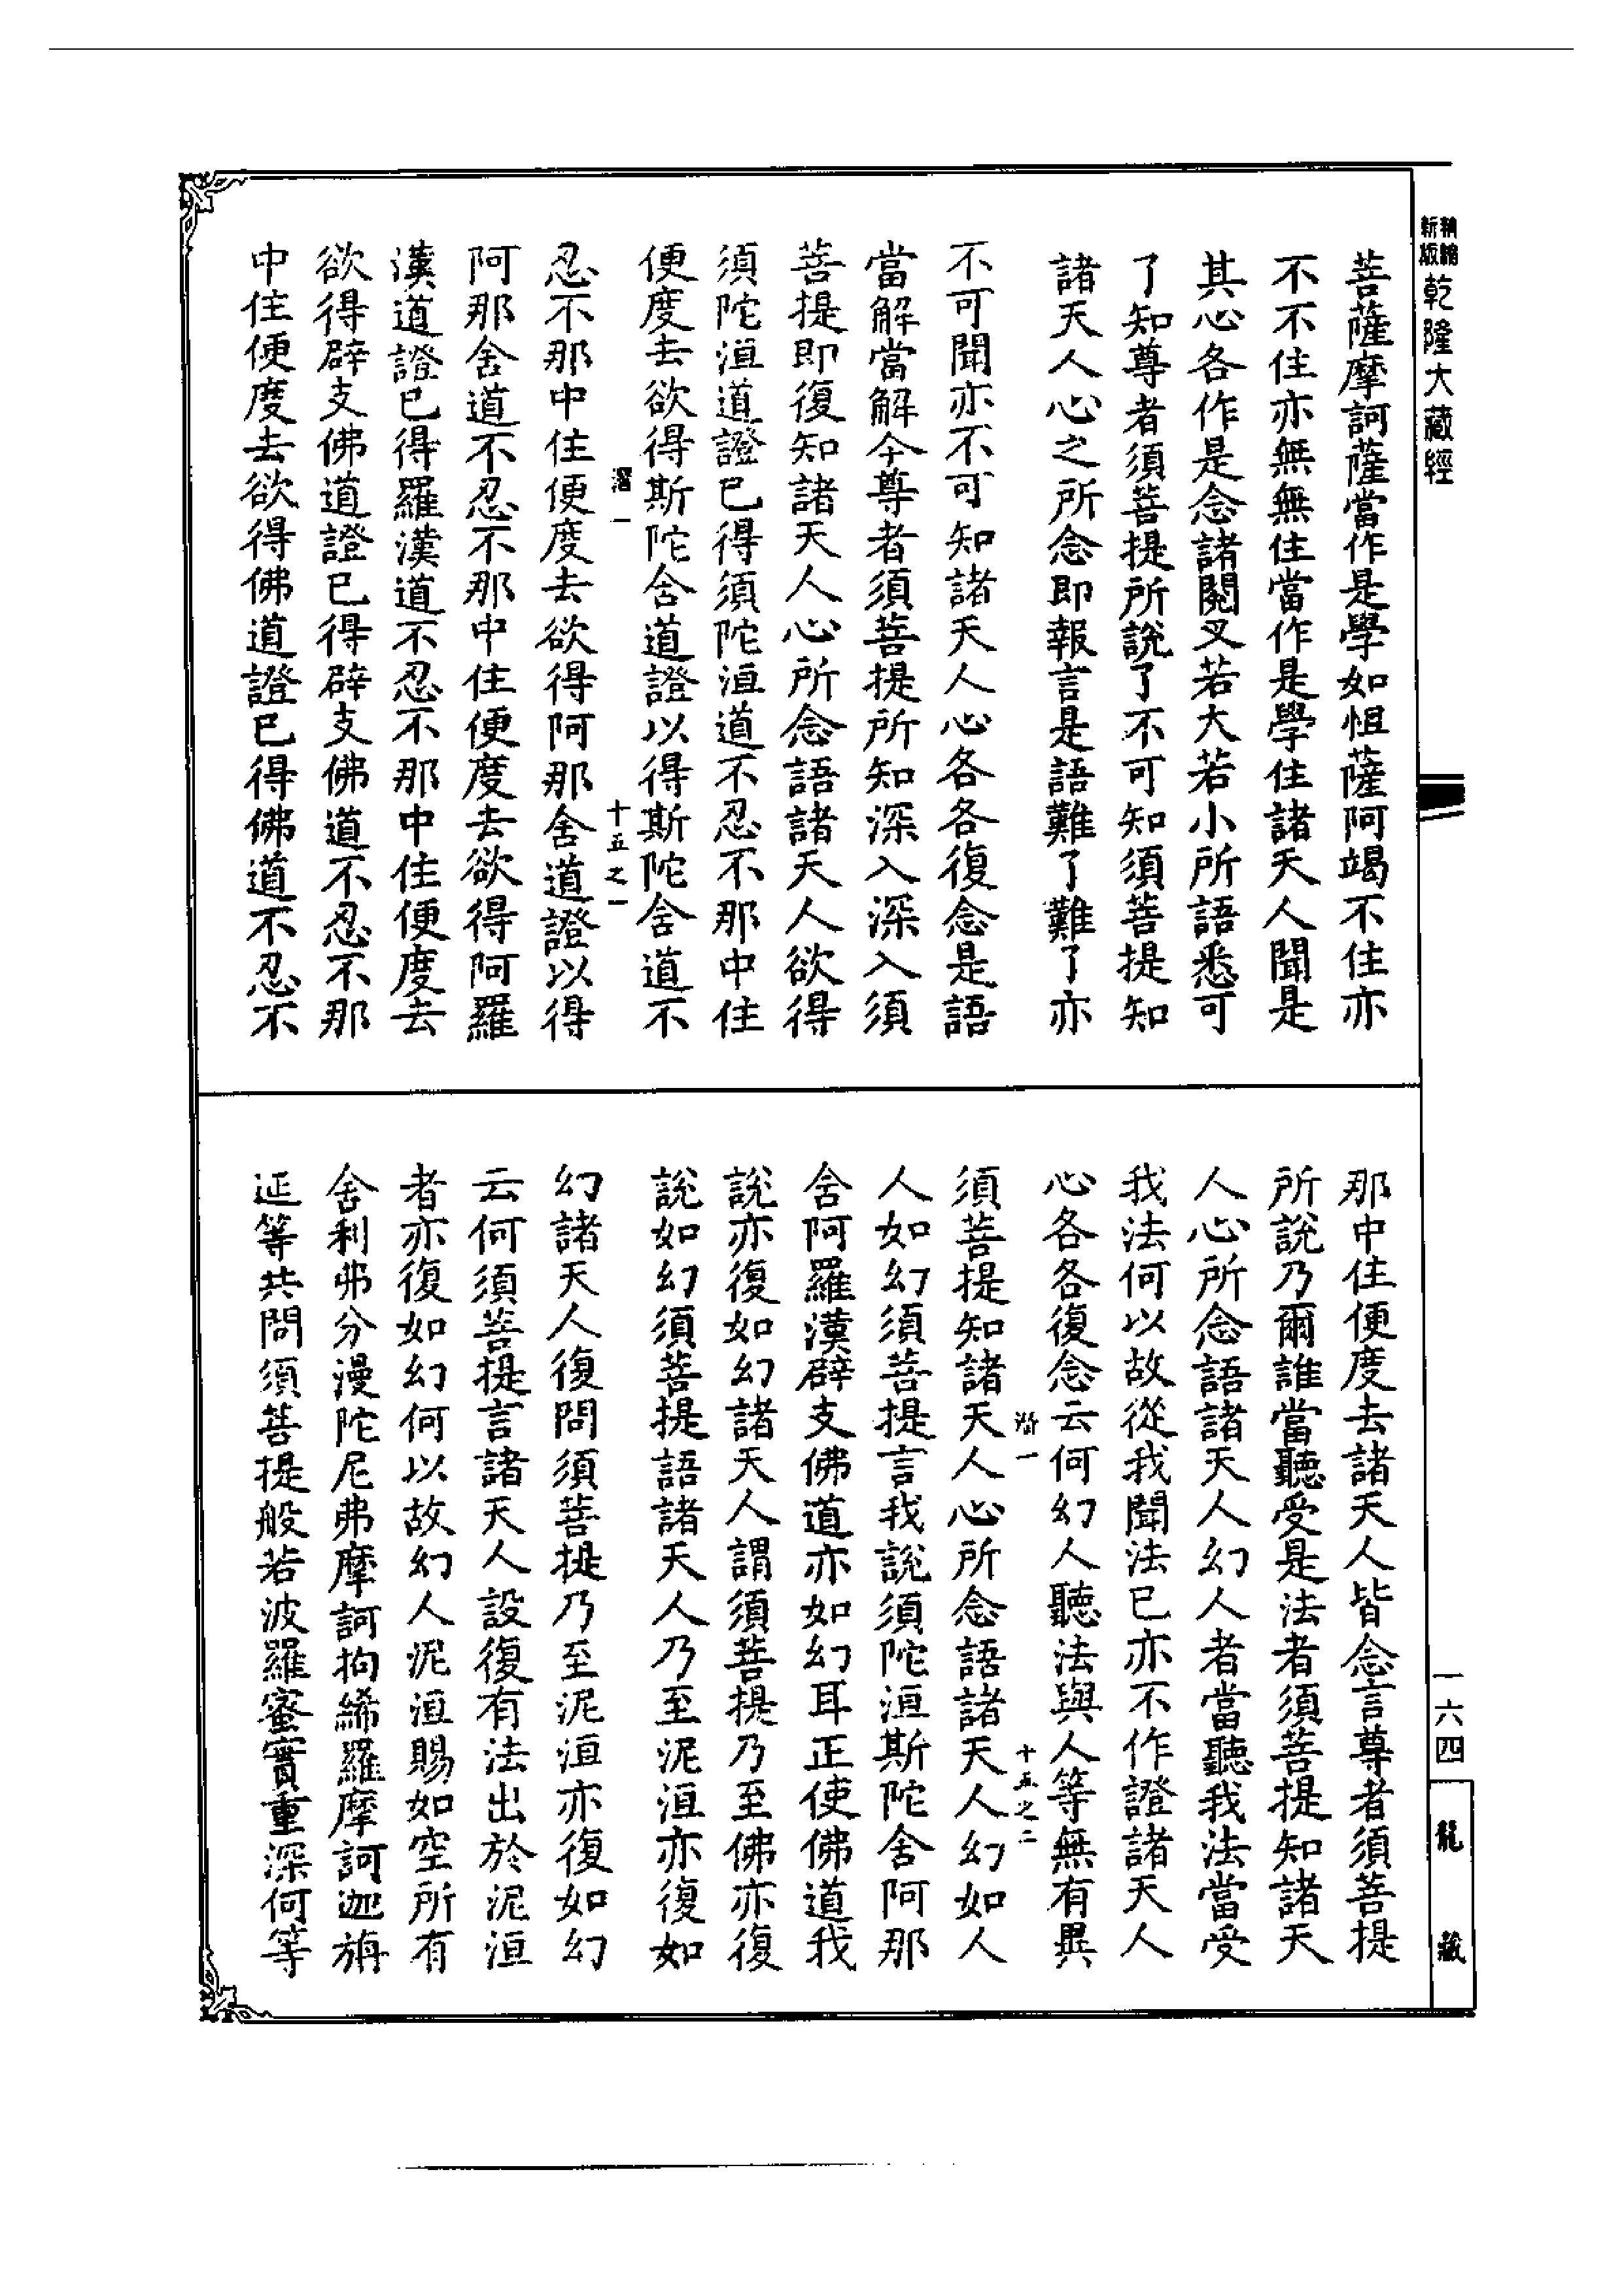 新版
乾隆大藏經
菩薩摩訶薩當作是學如怛薩阿竭不住亦
不不住亦無無住當作是學住諸天人聞是
其心各作是念諸閱叉若大若小所語悉可
了知尊者須菩提所說了不可知須菩提知
諸天人心之所念即報言是語難了難了亦
不可聞亦不可知諸天人心各各復念是語
當解當解今尊者須菩提所知深入深入須
菩提即復知諸天人心所念語諸天人欲得
須陀洹道證已得須陀洹道不忍不那中住
便度去欲得斯陀舍道證以得斯陀舍道不
一 十五之一
忍不那中住便度去欲得阿那舍道證以得
阿那舍道不忍不那中住便度去欲得阿羅
漢道證已得羅漢道不忍不那中住便度去
欲得辟支佛道證已得辟支佛道不忍不那
中住便度去欲得佛道證已得佛道不忍不
那中住便度去諸天人皆念言尊者須菩提
所說乃爾誰當聽受是法者須菩提知諸天
人心所念語諸天人幻人者當聽我法當受
我法何以故從我聞法已亦不作證諸天人
心各各復念云何幻人聽法與人等無有異
一 十五之二
須菩提知諸天人心所念語諸天人幻如人
人如幻須菩提言我說須陀洹斯陀舍阿那
舍阿羅漢辟支佛道亦如幻耳正使佛道我
說亦復如幻諸天人謂須菩提乃至佛亦復
說如幻須菩提語諸天人乃至泥洹亦復如
幻諸天人復問須菩提乃至泥洹亦復如幻
云何須菩提言諸天人設復有法出於泥洹
者亦復如幻何以故幻人泥洹賜如空所有
舍利弗分漫陀尼弗摩訶拘絺羅摩訶迦旃
延等共問須菩提般若波羅蜜實重深何等
一六四
龍藏